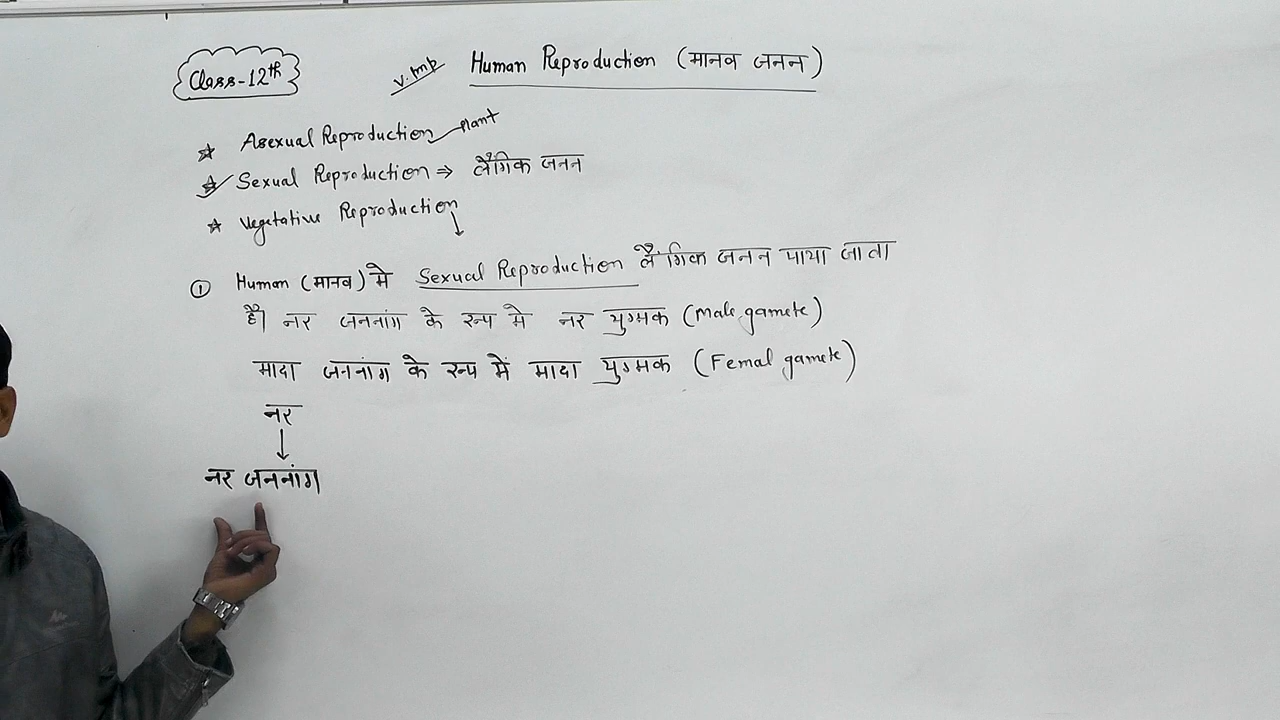 Class-12th
V. Imp Human Reproduction (मानव जनन)
☆ Asexual Reproduction Plant
☆ Sexual Reproduction ⇒ लैंगिक जनन
☆ Vegetative Reproduction
① Human (मानव) में Sexual Reproduction लैंगिक जनन पाया जाता
है। नर जननांग के रूप मे नर युग्मक (Male gamete)
मादा जननांग के रूप में मादा युग्मक (Femal gamete)
नर
↓
नर जननांग